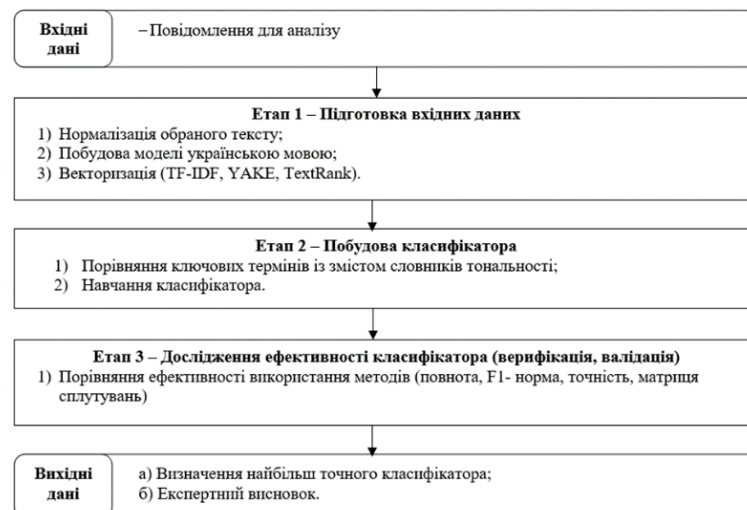 Вхідні
дані
– Повідомлення для аналізу
Етап 1 – Підготовка вхідних даних
1) Нормалізація обраного тексту;
2) Побудова моделі українською мовою;
3) Векторизація (TF-IDF, YAKE, TextRank).
Етап 2 – Побудова класифікатора
1) Порівняння ключових термінів із змістом словників тональності;
2) Навчання класифікатора.
Етап 3 – Дослідження ефективності класифікатора (верифікація, валідація)
1) Порівняння ефективності використання методів (повнота, F1- норма, точність, матриця
сплутувань)
Вихідні
дані
а) Визначення найбільш точного класифікатора;
б) Експертний висновок.